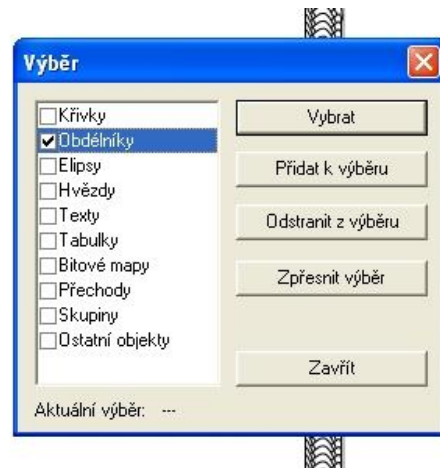 Výběr
Křivky
Obdélníky
Elipsy
Hvězdy
Texty
Tabulky
Bitové mapy
Přechody
Skupiny
Ostatní objekty
Vybrat
Přidat k výběru
Odstranit z výběru
Zpřesnit výběr
Zavřít
Aktuální výběr: ---